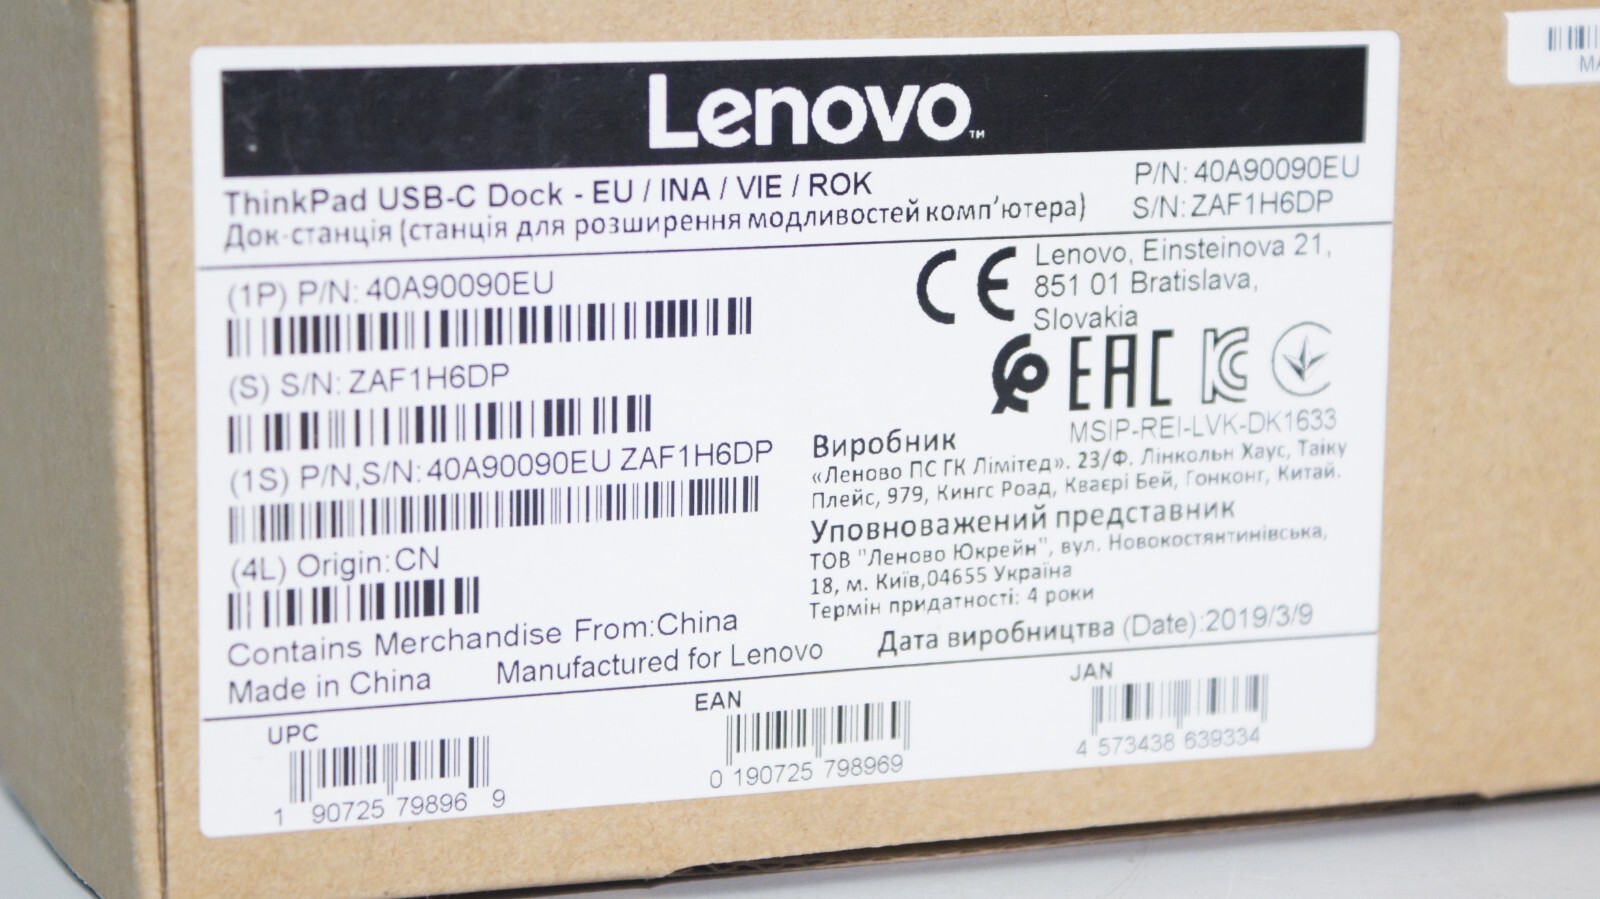 Lenovo™
ThinkPad USB-C Dock - EU / INA / VIE / ROK
Док-станція (станція для розширення модливостей комп'ютера)
P/N: 40A90090EU
S/N: ZAF1H6DP
(1P) P/N: 40A90090EU
(S) S/N: ZAF1H6DP
(1S) P/N,S/N: 40A90090EU ZAF1H6DP
(4L) Origin:CN
Contains Merchandise From:China
Made in China
Manufactured for Lenovo
CE
Lenovo, Einsteinova 21,
851 01 Bratislava,
Slovakia
EAC
MSIP-REI-LVK-DK1633
Виробник
«Леново ПС ГК Лімітед». 23/Ф. Лінкольн Хаус, Таіку
Плейс, 979, Кингс Роад, Кваєрі Бей, Гонконг, Китай.
Уповноважений представник
ТОВ "Леново Юкрейн", вул. Новокостянтинівська,
18, м. Київ,04655 Україна
Термін придатності: 4 роки
Дата виробництва (Date):2019/3/9
UPC
1 90725 79896 9
EAN
0 190725 798969
JAN
4 573438 639334